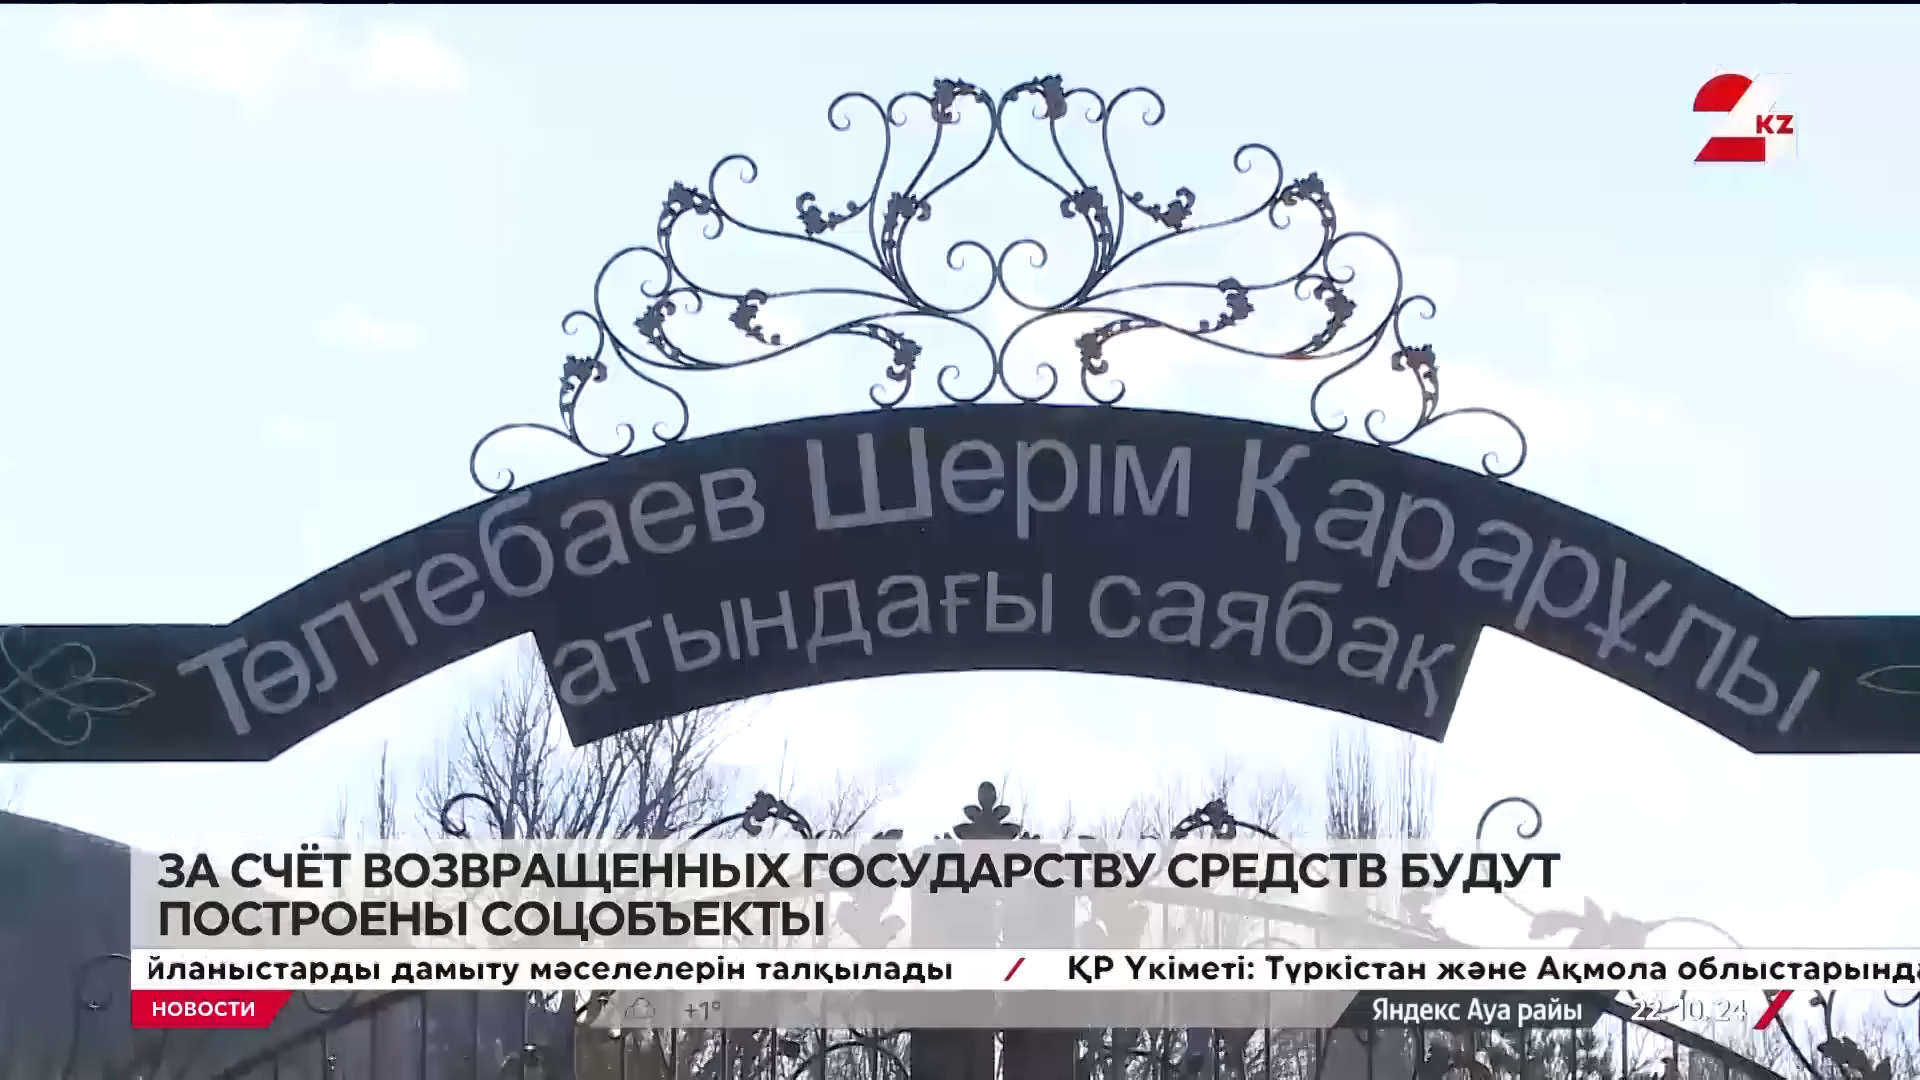 24 KZ
Төлтебаев Шерім Қарарұлы
атындағы саябақ
ЗА СЧЁТ ВОЗВРАЩЕННЫХ ГОСУДАРСТВУ СРЕДСТВ БУДУТ
ПОСТРОЕНЫ СОЦОБЪЕКТЫ
йланыстарды дамыту мәселелерін талқылады / ҚР Үкіметі: Түркістан және Ақмола облыстарында
НОВОСТИ +1° Яндекс Ауа райы 22.10.24